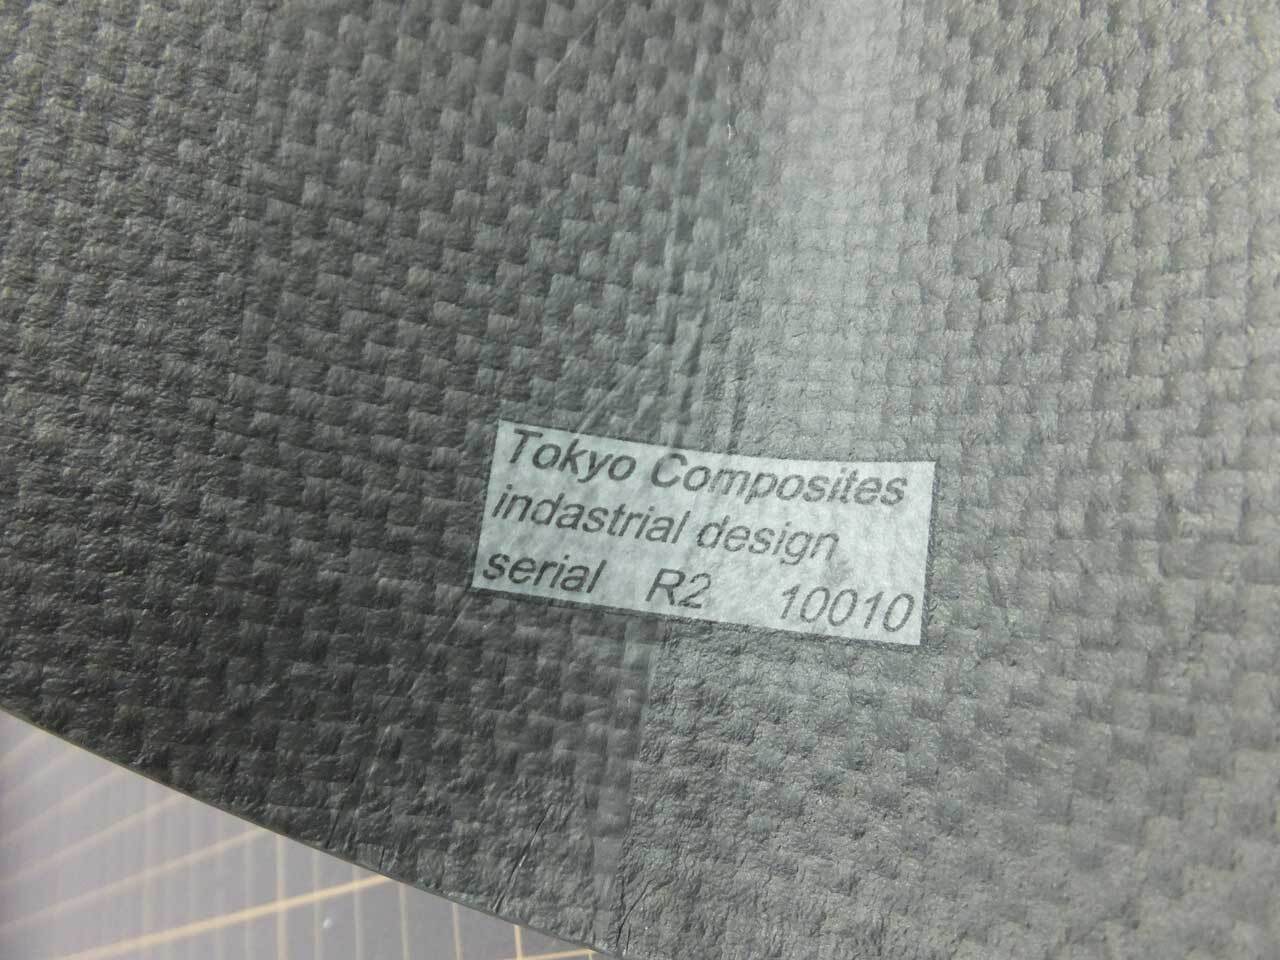 Tokyo Composites
indastrial design
serial R2 10010